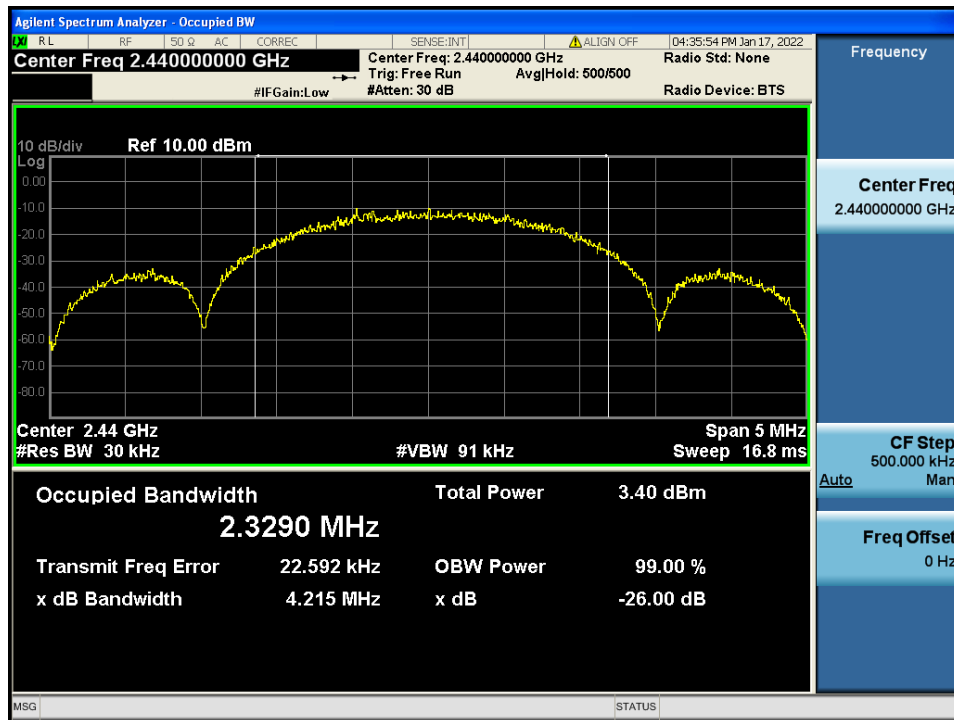 Agilent Spectrum Analyzer - Occupied BW
LXI RL RF 50 Ω AC CORREC SENSE:INT ALIGN OFF 04:35:54 PM Jan 17, 2022
Center Freq 2.440000000 GHz
Center Freq: 2.440000000 GHz
Radio Std: None
Trig: Free Run Avg|Hold: 500/500
#IFGain:Low
#Atten: 30 dB
Radio Device: BTS
10 dB/div Ref 10.00 dBm
Log
0.00
-10.0
-20.0
-30.0
-40.0
-50.0
-60.0
-70.0
-80.0
Center 2.44 GHz Span 5 MHz
#Res BW 30 kHz #VBW 91 kHz Sweep 16.8 ms
Occupied Bandwidth Total Power 3.40 dBm
2.3290 MHz
Transmit Freq Error 22.592 kHz OBW Power 99.00 %
x dB Bandwidth 4.215 MHz x dB -26.00 dB
Frequency
Center Freq
2.440000000 GHz
CF Step
500.000 kHz
Auto Man
Freq Offset
0 Hz
MSG STATUS